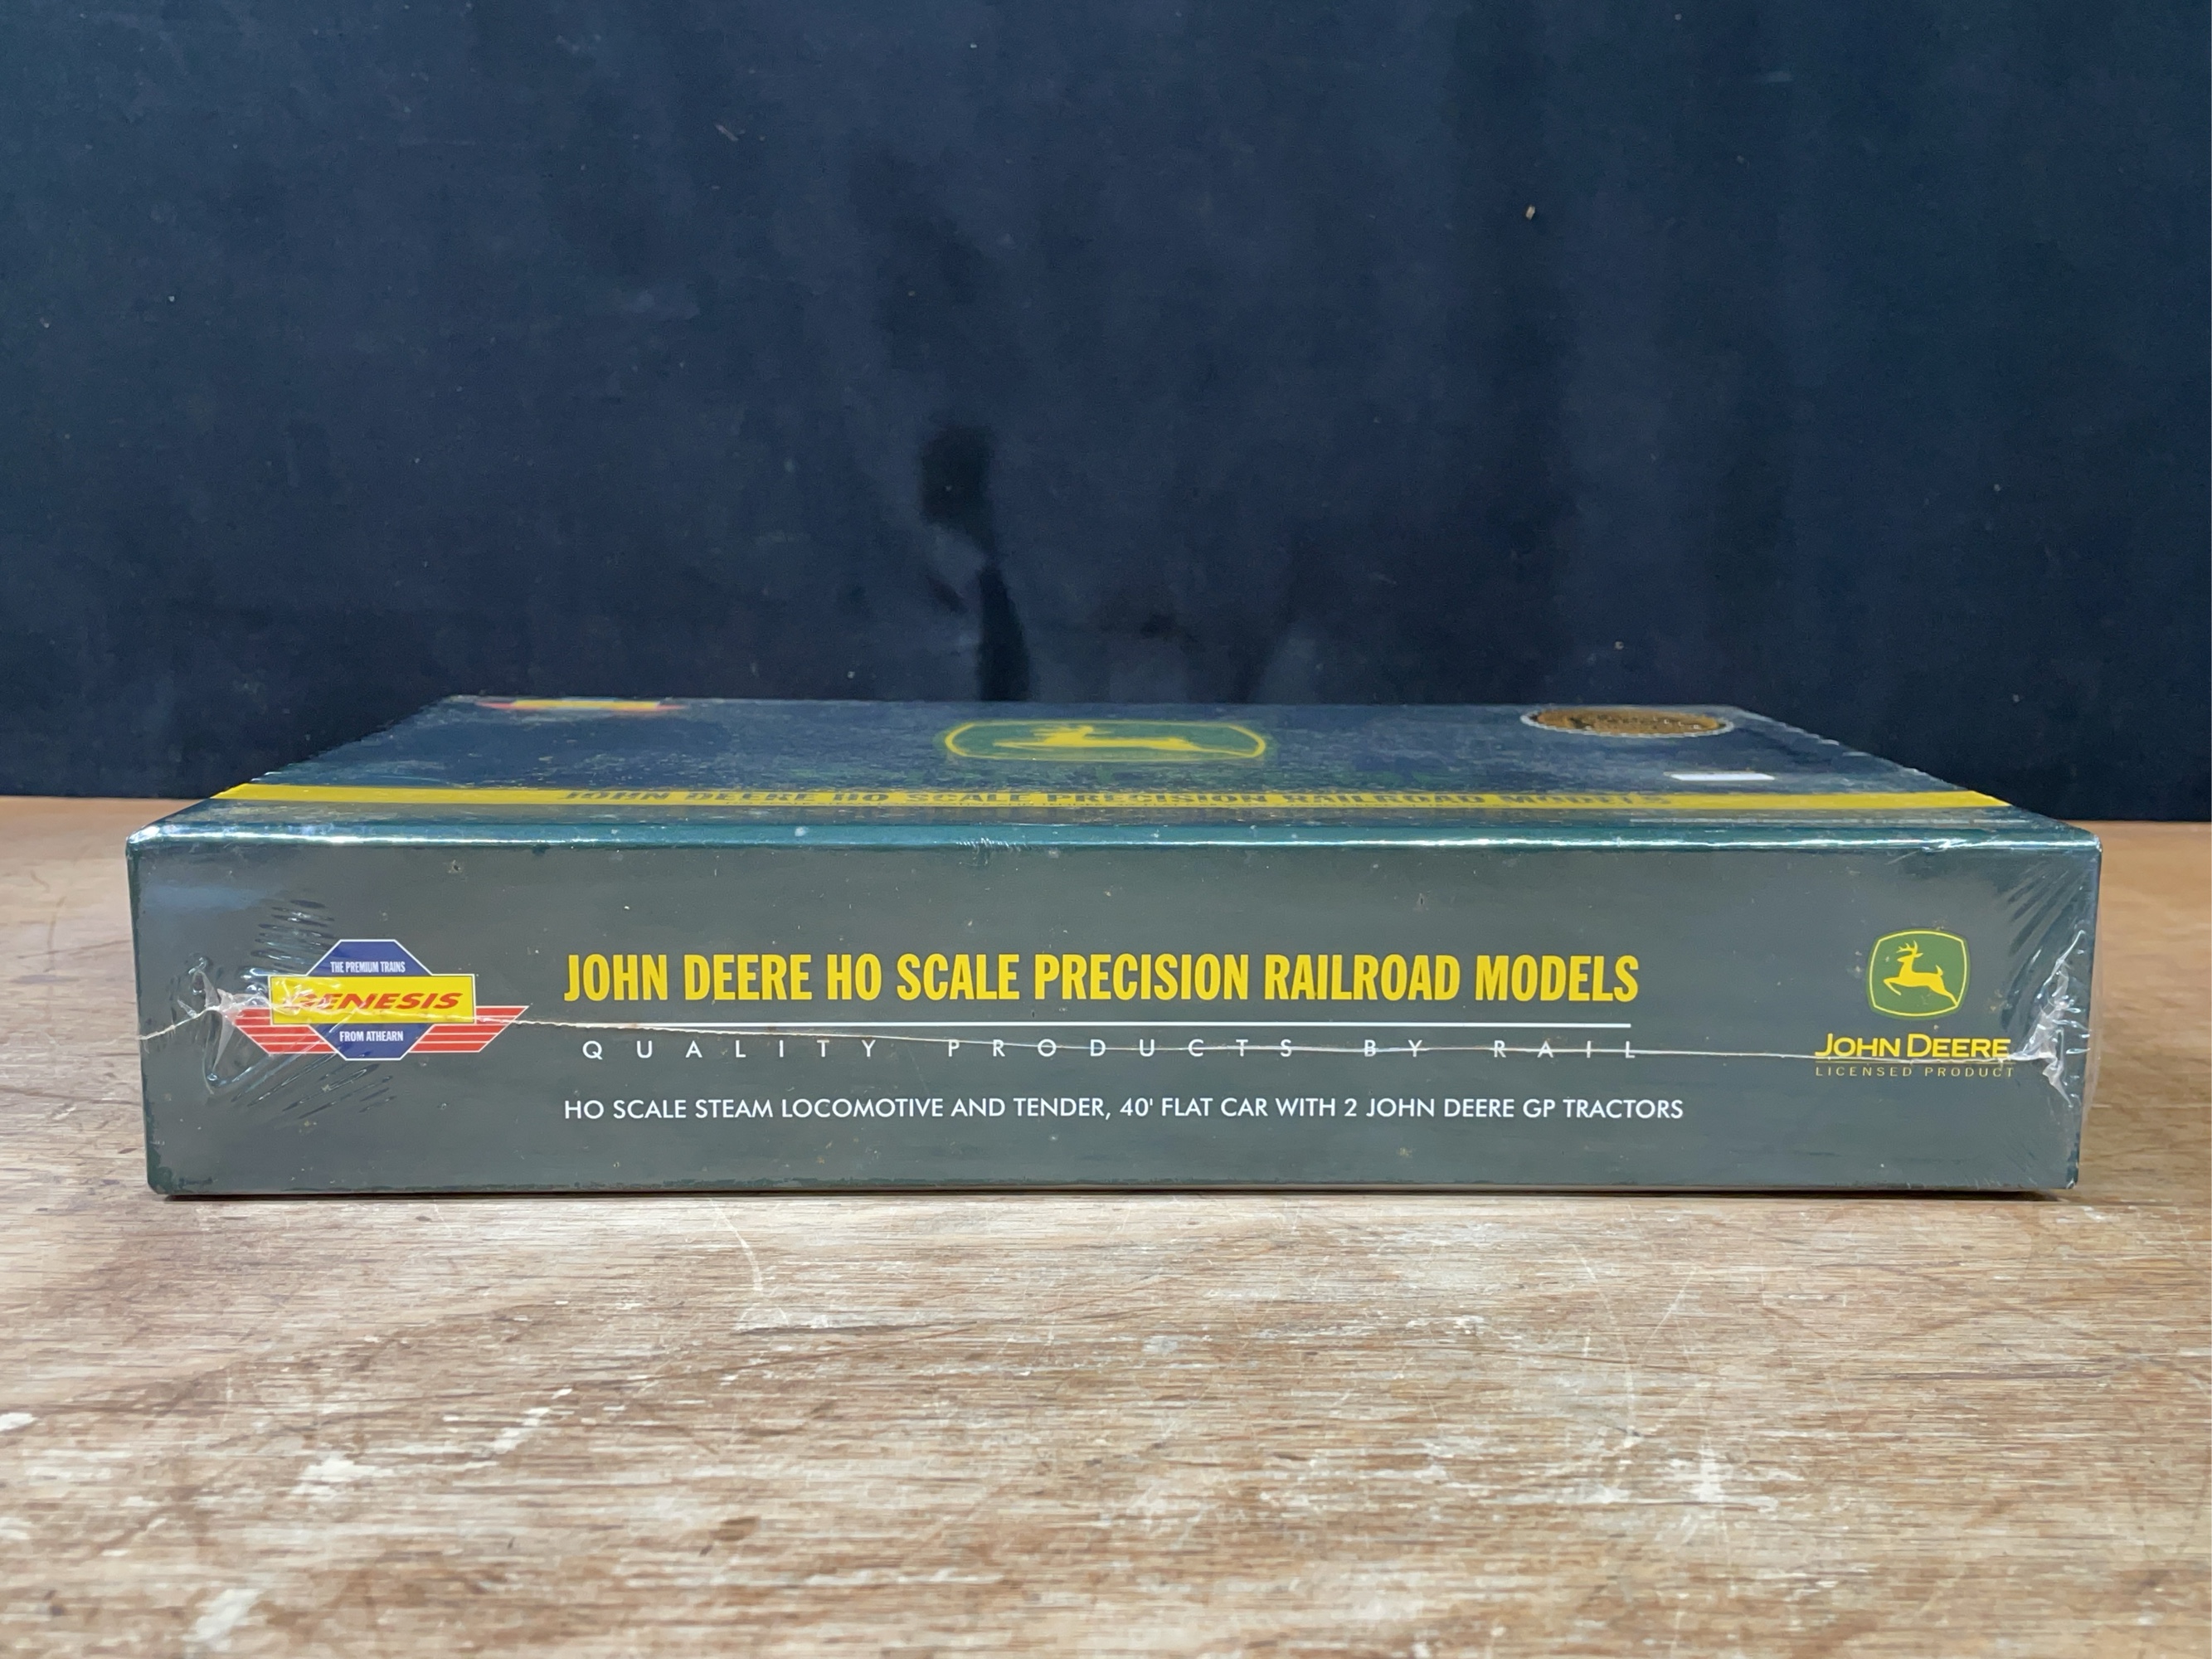 JOHN DEERE HO SCALE PRECISION RAILROAD MODELS
THE PREMIUM TRAINS
GENESIS
FROM ATHEARN
JOHN DEERE HO SCALE PRECISION RAILROAD MODELS
QUALITY PRODUCTS BY RAIL
HO SCALE STEAM LOCOMOTIVE AND TENDER, 40' FLAT CAR WITH 2 JOHN DEERE GP TRACTORS
JOHN DEERE
LICENSED PRODUCT